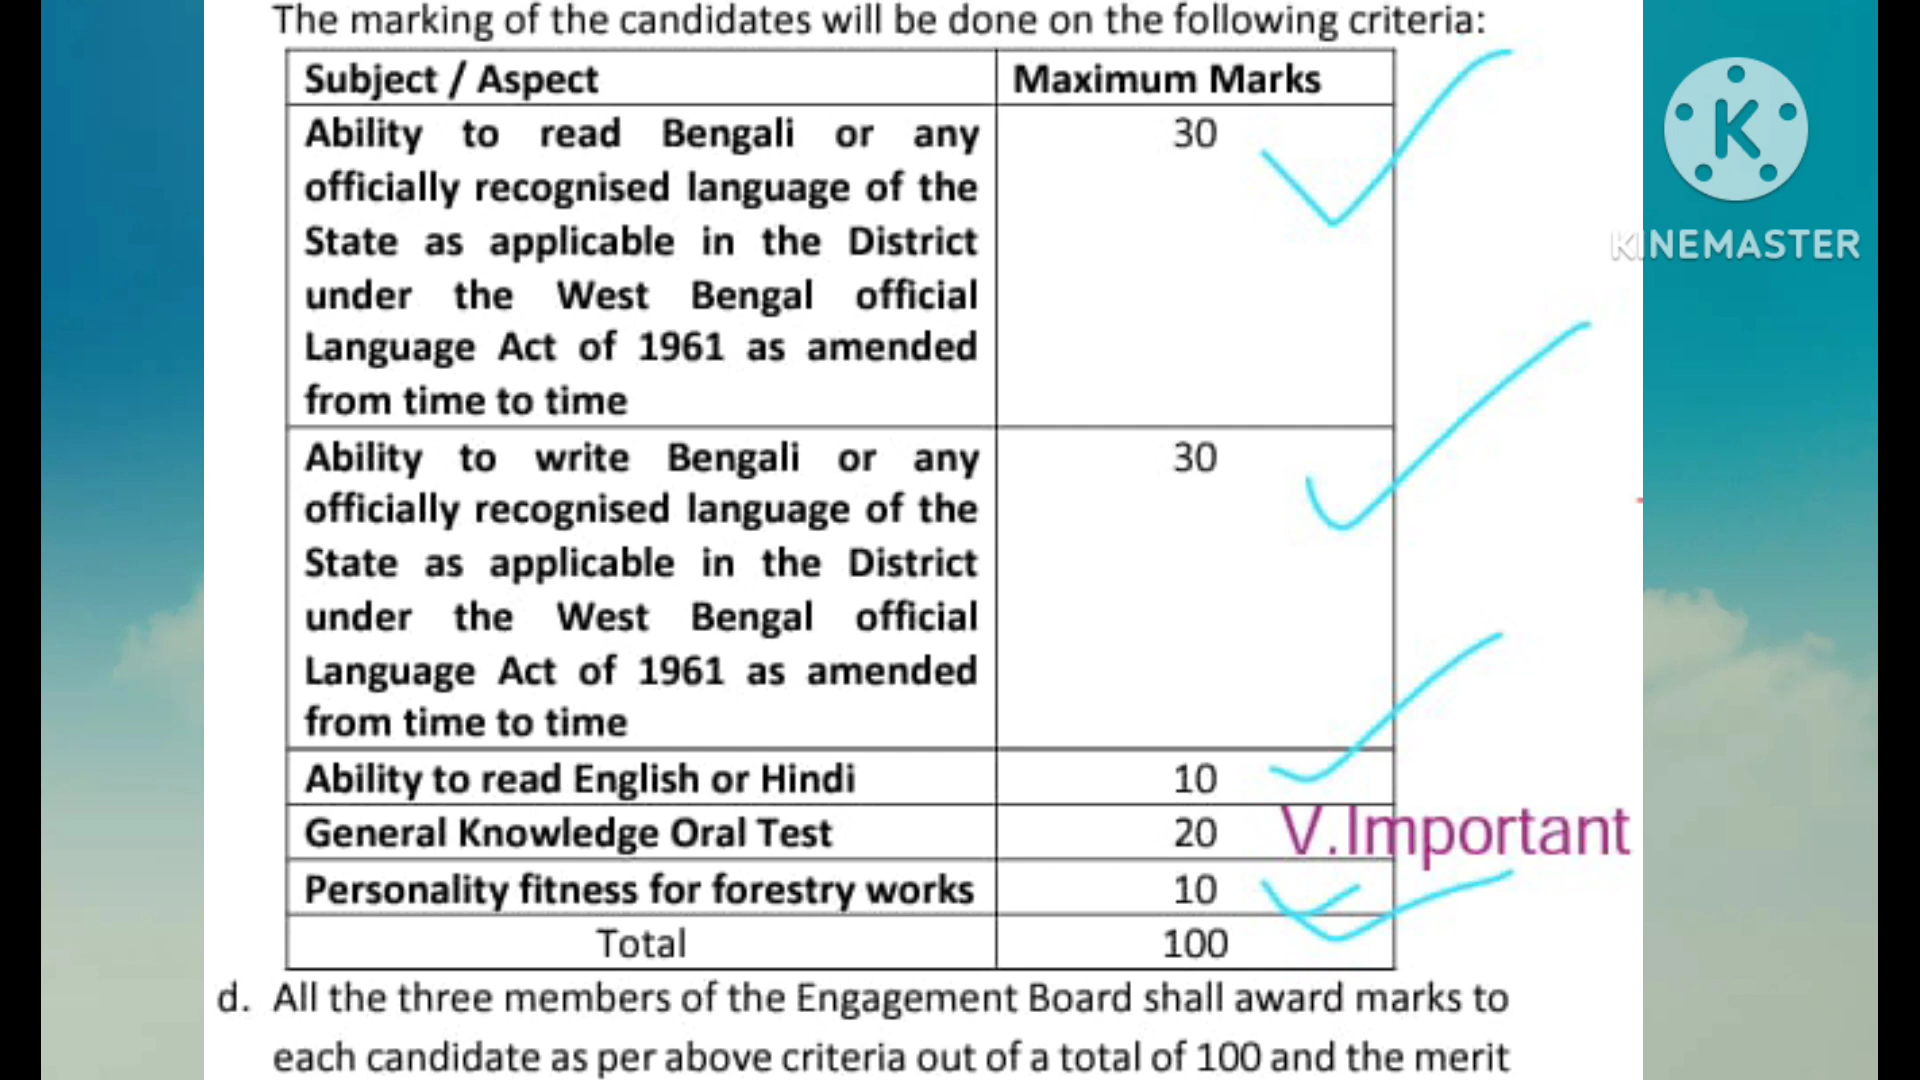 The marking of the candidates will be done on the following criteria:
Subject / Aspect Maximum Marks
Ability to read Bengali or any 30
officially recognised language of the
State as applicable in the District
under the West Bengal official
Language Act of 1961 as amended
from time to time
Ability to write Bengali or any 30
officially recognised language of the
State as applicable in the District
under the West Bengal official
Language Act of 1961 as amended
from time to time
Ability to read English or Hindi 10
General Knowledge Oral Test 20 V.Important
Personality fitness for forestry works 10
Total 100
d. All the three members of the Engagement Board shall award marks to
each candidate as per above criteria out of a total of 100 and the merit
K
KINEMASTER